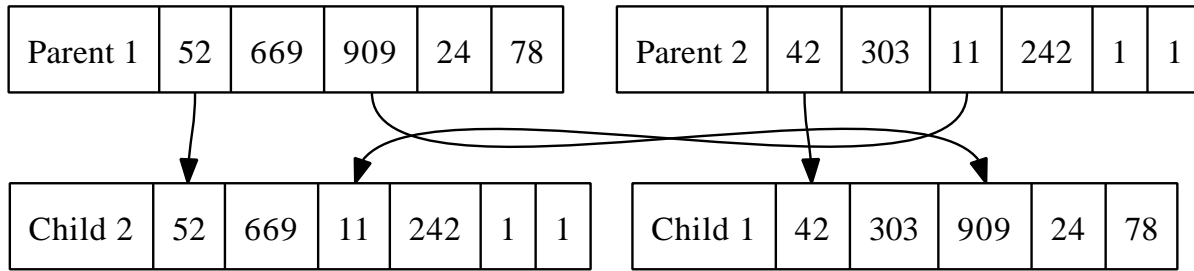 Parent 1 52 669 909 24 78
Parent 2 42 303 11 242 1 1
Child 2 52 669 11 242 1 1
Child 1 42 303 909 24 78